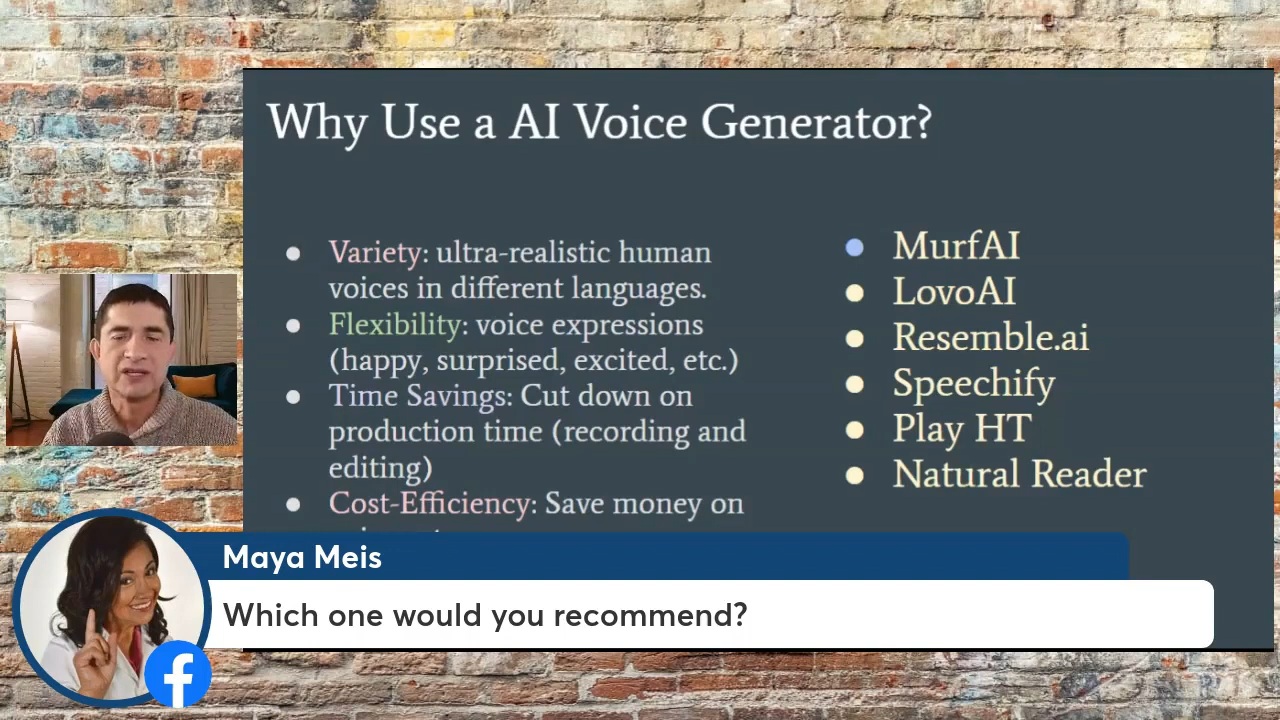 Why Use a AI Voice Generator?
● Variety: ultra-realistic human
voices in different languages.
● Flexibility: voice expressions
(happy, surprised, excited, etc.)
● Time Savings: Cut down on
production time (recording and
editing)
● Cost-Efficiency: Save money on
● MurfAI
● LovoAI
● Resemble.ai
● Speechify
● Play HT
● Natural Reader
Maya Meis
Which one would you recommend?